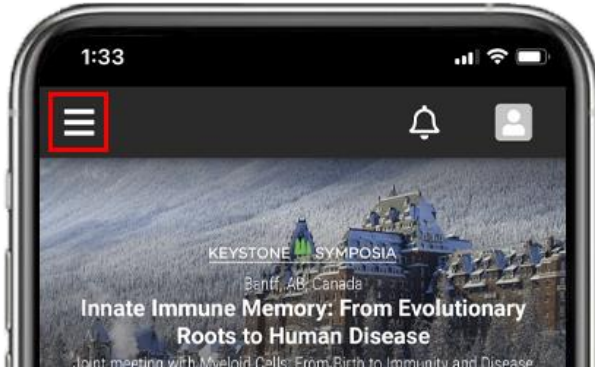 1:33
KEYSTONE SYMPOSIA
Banff, AB, Canada
Innate Immune Memory: From Evolutionary
Roots to Human Disease
Joint meeting with Myeloid Cells: From Birth to Immunity and Disease